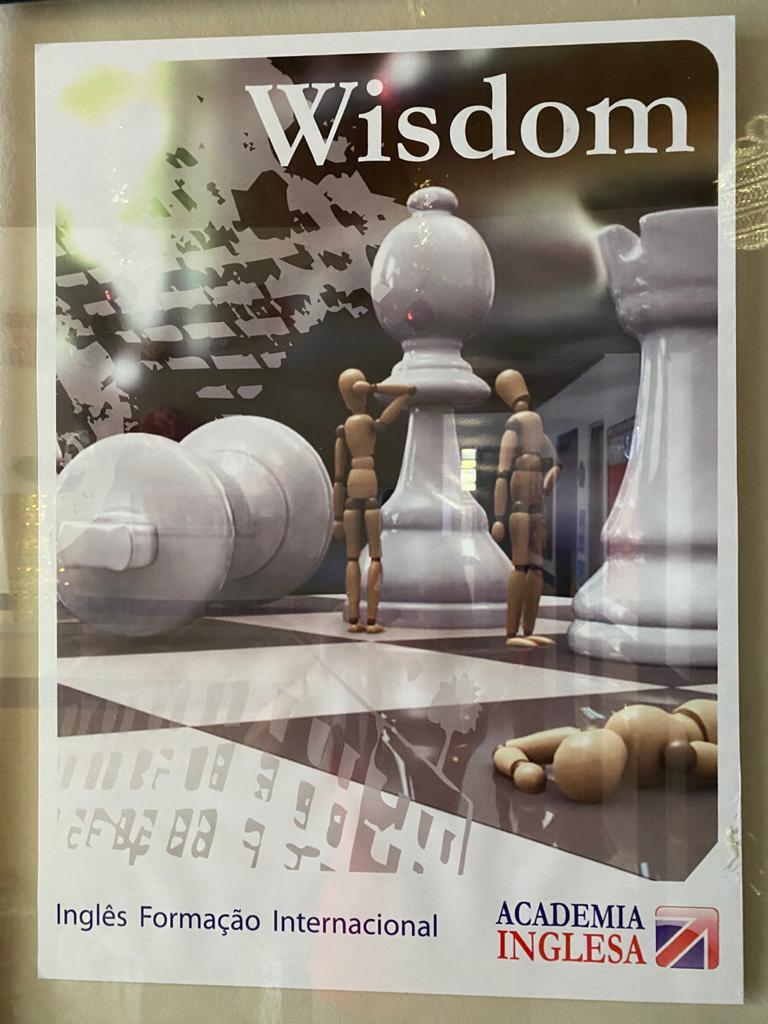 Wisdom
Inglês Formação Internacional
ACADEMIA
INGLESA